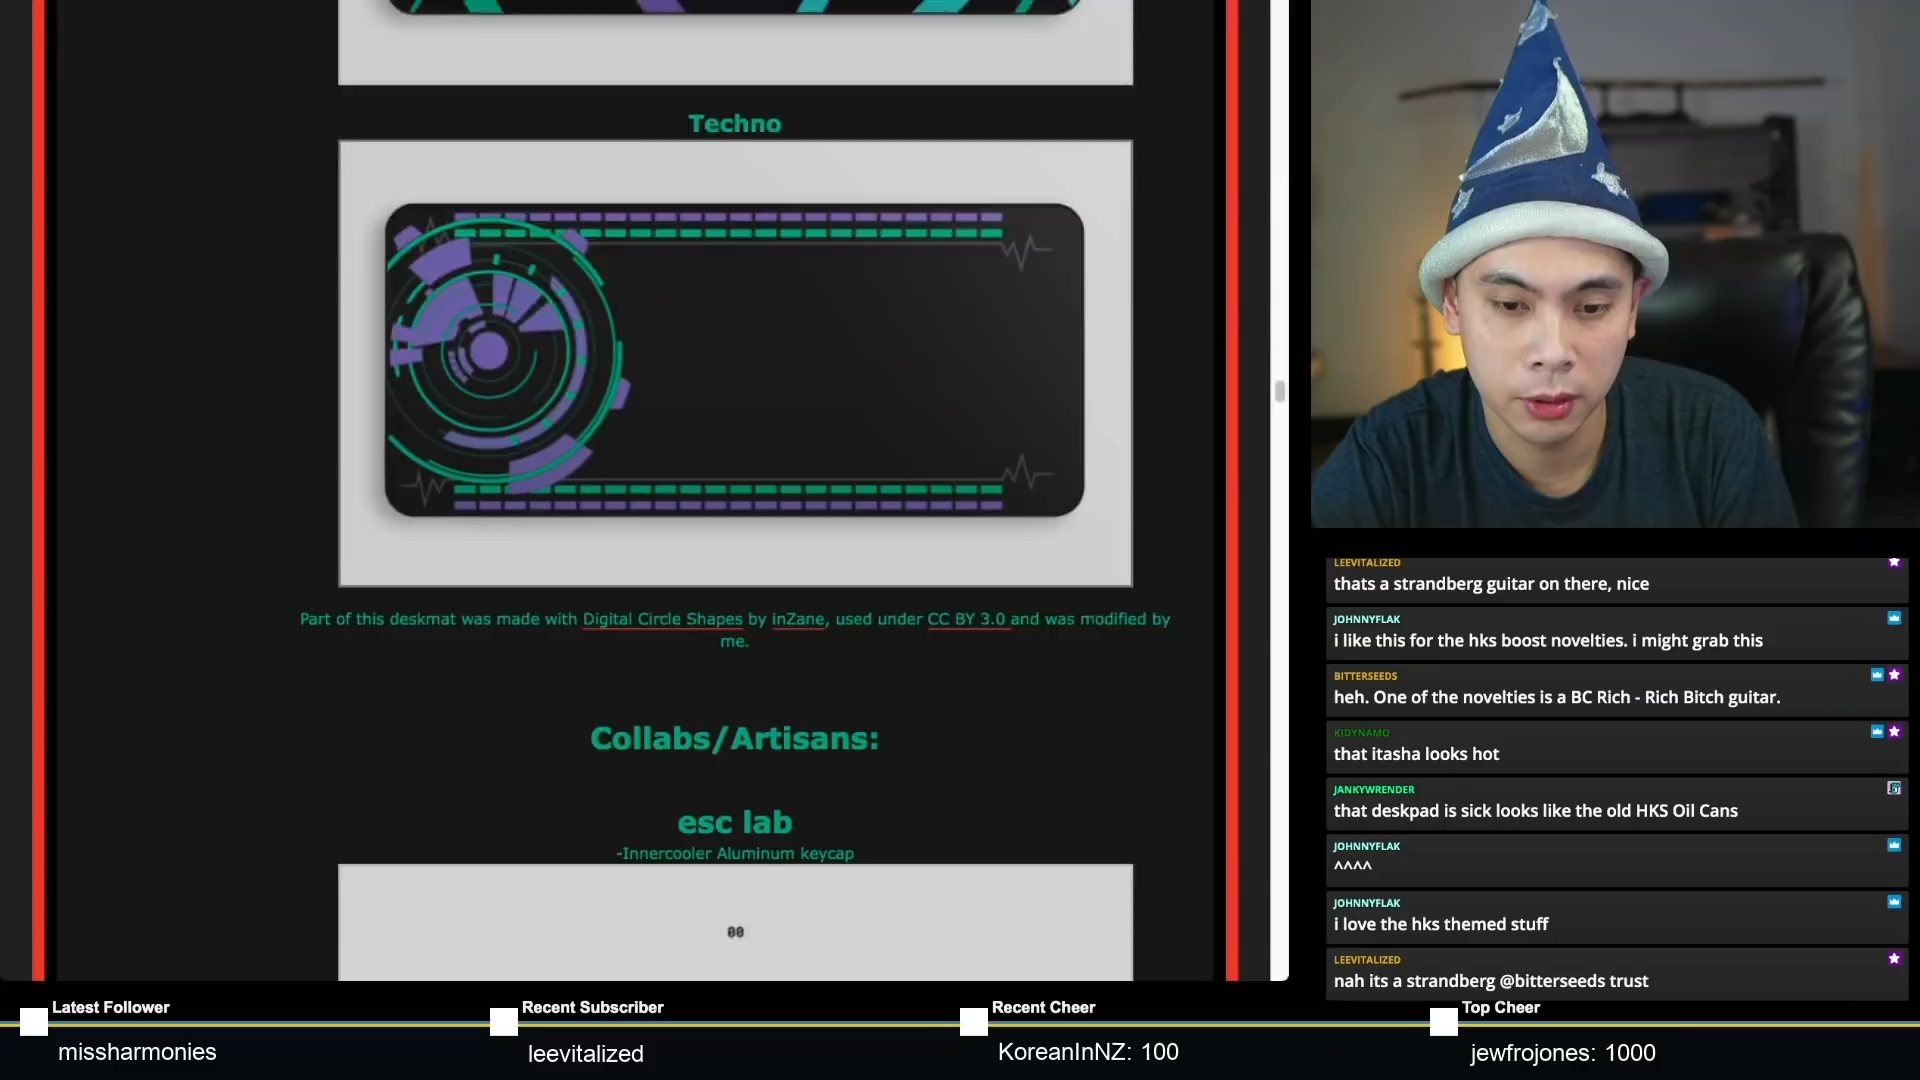 Techno
Part of this deskmat was made with Digital Circle Shapes by InZane, used under CC BY 3.0 and was modified by
me.
Collabs/Artisans:
esc lab
-Innercooler Aluminum keycap
00
LEEVITALIZED
thats a strandberg guitar on there, nice
JOHNNYFLAK
i like this for the hks boost novelties. i might grab this
BITTERSEEDS
heh. One of the novelties is a BC Rich - Rich Bitch guitar.
KIDYNAMO
that itasha looks hot
JANKYWRENDER
that deskpad is sick looks like the old HKS Oil Cans
JOHNNYFLAK
^^^^
JOHNNYFLAK
i love the hks themed stuff
LEEVITALIZED
nah its a strandberg @bitterseeds trust
Latest Follower
missharmonies
Recent Subscriber
leevitalized
Recent Cheer
KoreanInNZ: 100
Top Cheer
jewfrojones: 1000